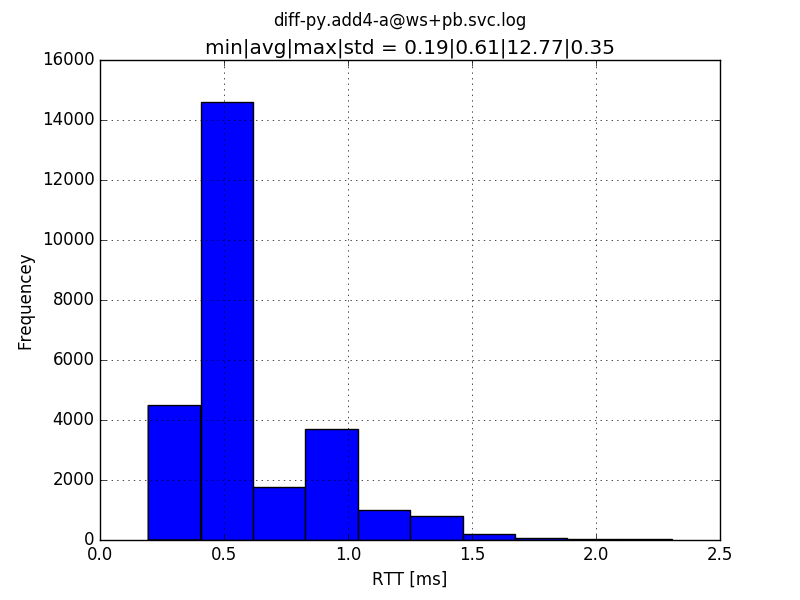 diff-py.add4-a@ws+pb.svc.log
min|avg|max|std = 0.19|0.61|12.77|0.35
16000
14000
12000
10000
8000
6000
4000
2000
0
Frequencey
0.0 0.5 1.0 1.5 2.0 2.5
RTT [ms]